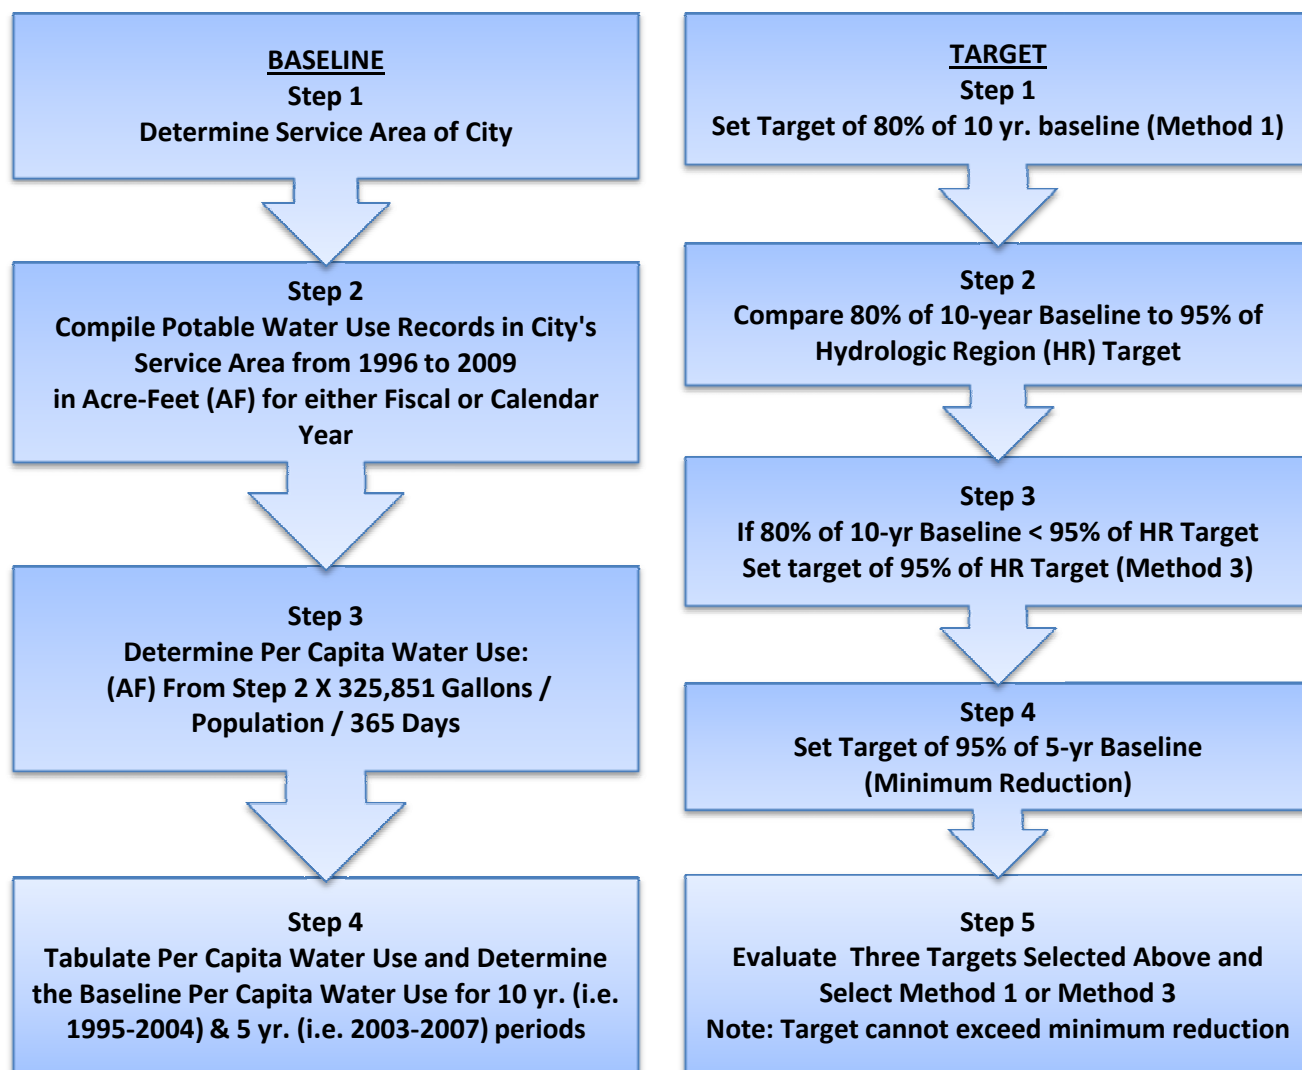 BASELINE
Step 1
Determine Service Area of City
Step 2
Compile Potable Water Use Records in City's
Service Area from 1996 to 2009
in Acre-Feet (AF) for either Fiscal or Calendar
Year
Step 3
Determine Per Capita Water Use:
(AF) From Step 2 X 325,851 Gallons /
Population / 365 Days
Step 4
Tabulate Per Capita Water Use and Determine
the Baseline Per Capita Water Use for 10 yr. (i.e.
1995-2004) & 5 yr. (i.e. 2003-2007) periods
TARGET
Step 1
Set Target of 80% of 10 yr. baseline (Method 1)
Step 2
Compare 80% of 10-year Baseline to 95% of
Hydrologic Region (HR) Target
Step 3
If 80% of 10-yr Baseline < 95% of HR Target
Set target of 95% of HR Target (Method 3)
Step 4
Set Target of 95% of 5-yr Baseline
(Minimum Reduction)
Step 5
Evaluate Three Targets Selected Above and
Select Method 1 or Method 3
Note: Target cannot exceed minimum reduction